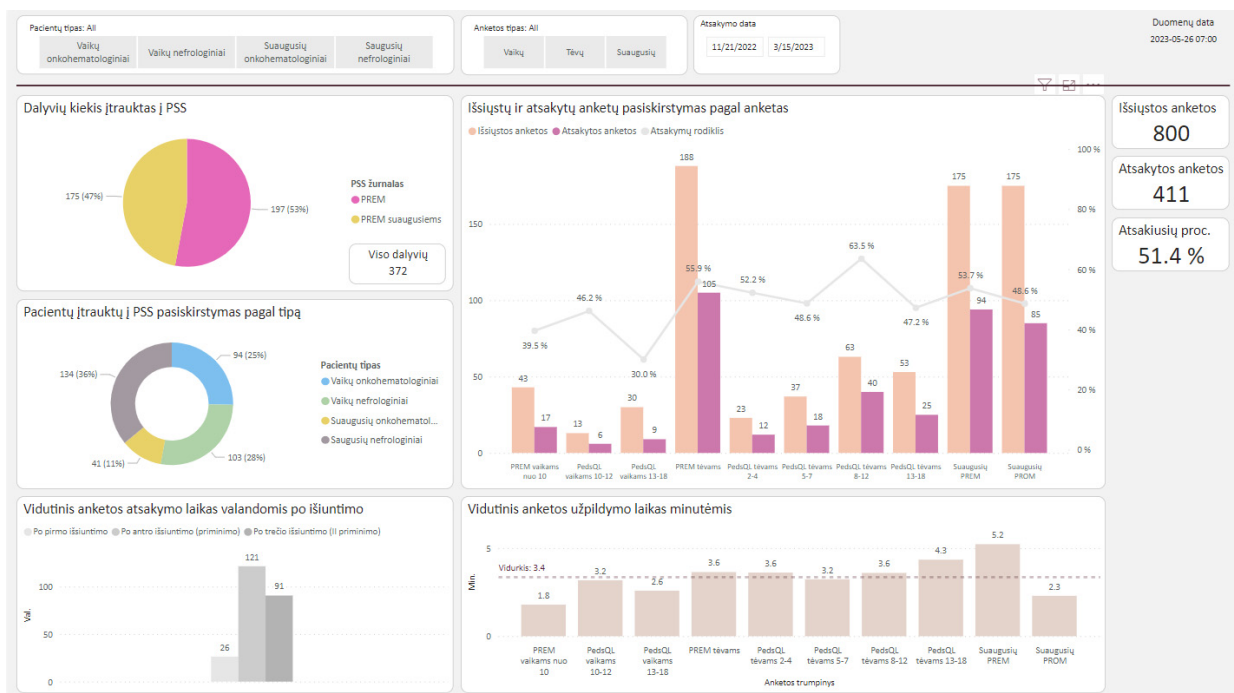 Pacientų tipas: All
Vaikų
onkohematologiniai
Vaikų nefrologiniai
Suaugusių
onkohematologiniai
Saugusių
nefrologiniai
Anketos tipas: All
Vaikų
Tėvų
Suaugusių
Atsakymo data
11/21/2022
3/15/2023
Duomenų data
2023-05-26 07:00
Dalyvių kiekis įtrauktas į PSS
175 (47%)
197 (53%)
PSS žurnalas
PREM
PREM suaugusiems
Viso dalyvių
372
Pacientų įtrauktų į PSS pasiskirstymas pagal tipą
94 (25%)
134 (36%)
41 (11%)
103 (28%)
Pacientų tipas
Vaikų onkohematologiniai
Vaikų nefrologiniai
Suaugusių onkohematol...
Saugusių nefrologiniai
Išsiųstų ir atsakytų anketų pasiskirstymas pagal anketas
Išsiųstos anketos Atsakytos anketos Atsakymų rodiklis
188
175
175
100 %
150
80 %
63.5 %
55.9 %
105
52.2 %
53.7 %
94
48.6 %
85
60 %
100
46.2 %
48.6 %
47.2 %
40 %
39.5 %
30.0 %
63
53
50
43
30
37
40
20 %
17
13
6
9
23
12
18
25
0
0 %
PREM vaikams
nuo 10
PedsQL
vaikams 10-12
PedsQL
vaikams 13-18
PREM tėvams
PedsQL tėvams
2-4
PedsQL tėvams
5-7
PedsQL tėvams
8-12
PedsQL tėvams
13-18
Suaugusių
PREM
Suaugusių
PROM
Išsiųstos anketos
800
Atsakytos anketos
411
Atsakiusių proc.
51.4 %
Vidutinis anketos atsakymo laikas valandomis po išiuntimo
Po pirmo išsiuntimo Po antro išsiuntimo (priminimo) Po trečio išsiuntimo (II priminimo)
121
100
91
Val.
50
26
0
Vidutinis anketos užpildymo laikas minutėmis
5
Min.
Vidurkis: 3.4
0
1.8
3.2
2.6
3.6
3.6
3.2
3.6
4.3
5.2
2.3
PREM
vaikams nuo
10
PedsQL
vaikams
10-12
PedsQL
vaikams
13-18
PREM tėvams
PedsQL
tėvams 2-4
PedsQL
tėvams 5-7
PedsQL
tėvams 8-12
PedsQL
tėvams 13-18
Suaugusių
PREM
Suaugusių
PROM
Anketos trumpinys